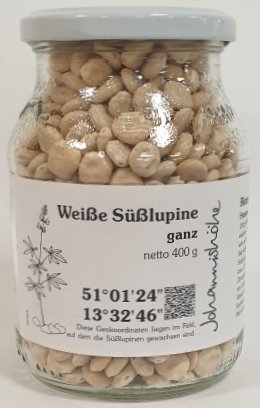 Weiße Süßlupine
ganz
netto 400 g
51°01'24"
13°32'46"
Diese Geokoordinaten liegen im Feld,
auf dem die Süßlupinen gewachsen sind.
Johannishöhe